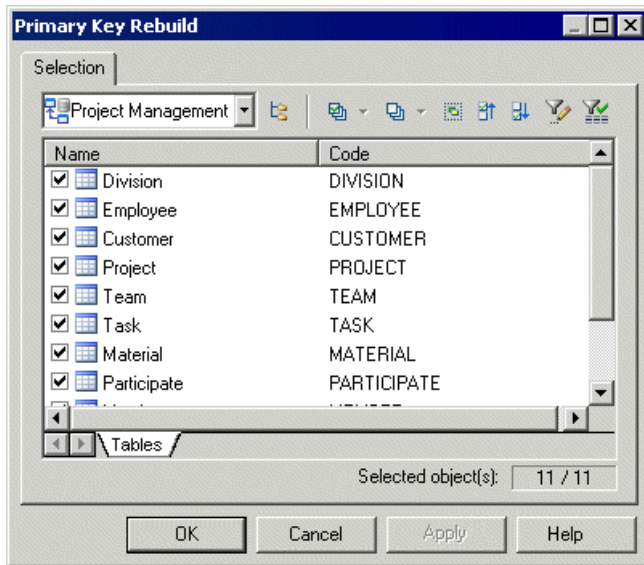 Primary Key Rebuild
Selection
Project Management
Name Code
Division DIVISION
Employee EMPLOYEE
Customer CUSTOMER
Project PROJECT
Team TEAM
Task TASK
Material MATERIAL
Participate PARTICIPATE
Tables
Selected object(s): 11 / 11
OK Cancel Apply Help